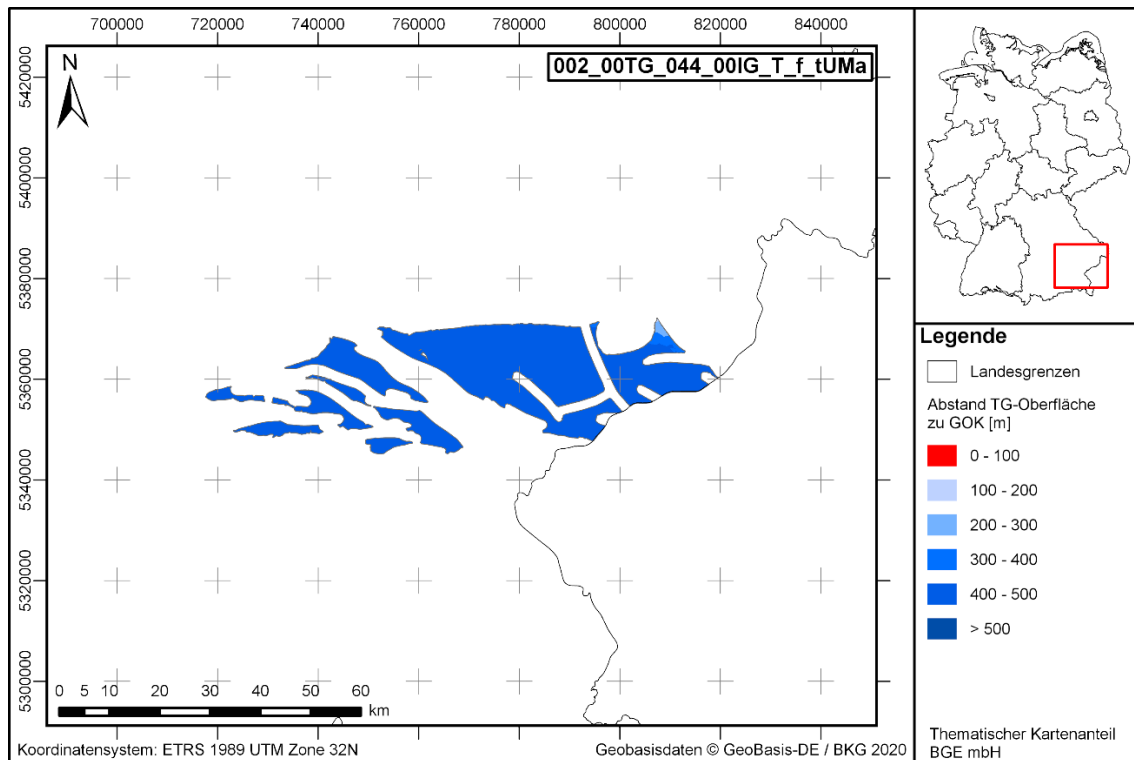 700000 720000 740000 760000 780000 800000 820000 840000
002_00TG_044_00IG_T_f_tUMa
N
5420000
5400000
5380000
5360000
5340000
5320000
5300000
0 5 10 20 30 40 50 60
km
Koordinatensystem: ETRS 1989 UTM Zone 32N
Geobasisdaten © GeoBasis-DE / BKG 2020
Legende
Landesgrenzen
Abstand TG-Oberfläche
zu GOK [m]
0 - 100
100 - 200
200 - 300
300 - 400
400 - 500
> 500
Thematischer Kartenanteil
BGE mbH